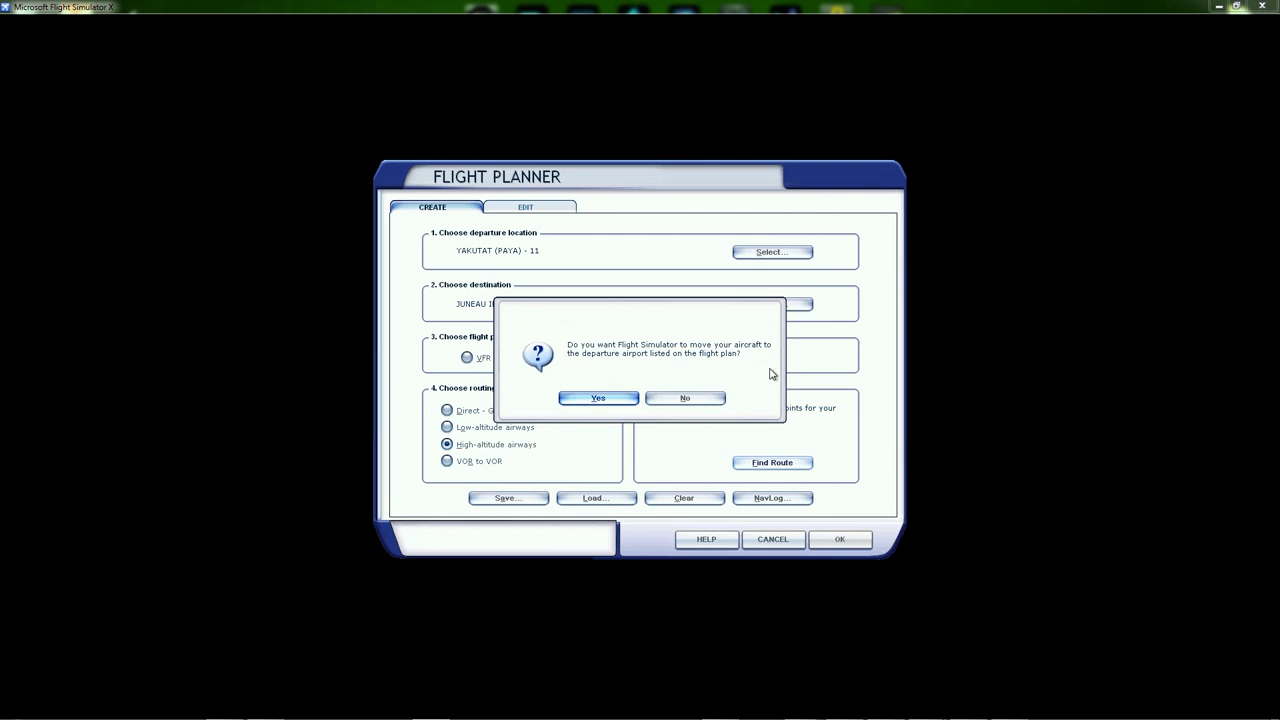 Microsoft Flight Simulator X
FLIGHT PLANNER
CREATE
EDIT
1. Choose departure location
YAKUTAT (PAYA) - 11
Select...
2. Choose destination
JUNEAU
3. Choose flight
VFR
Do you want Flight Simulator to move your aircraft to
the departure airport listed on the flight plan?
Yes
No
4. Choose routing
Direct -
Low-altitude airways
High-altitude airways
VOR to VOR
for your
Find Route
Save...
Load...
Clear
NavLog...
HELP
CANCEL
OK